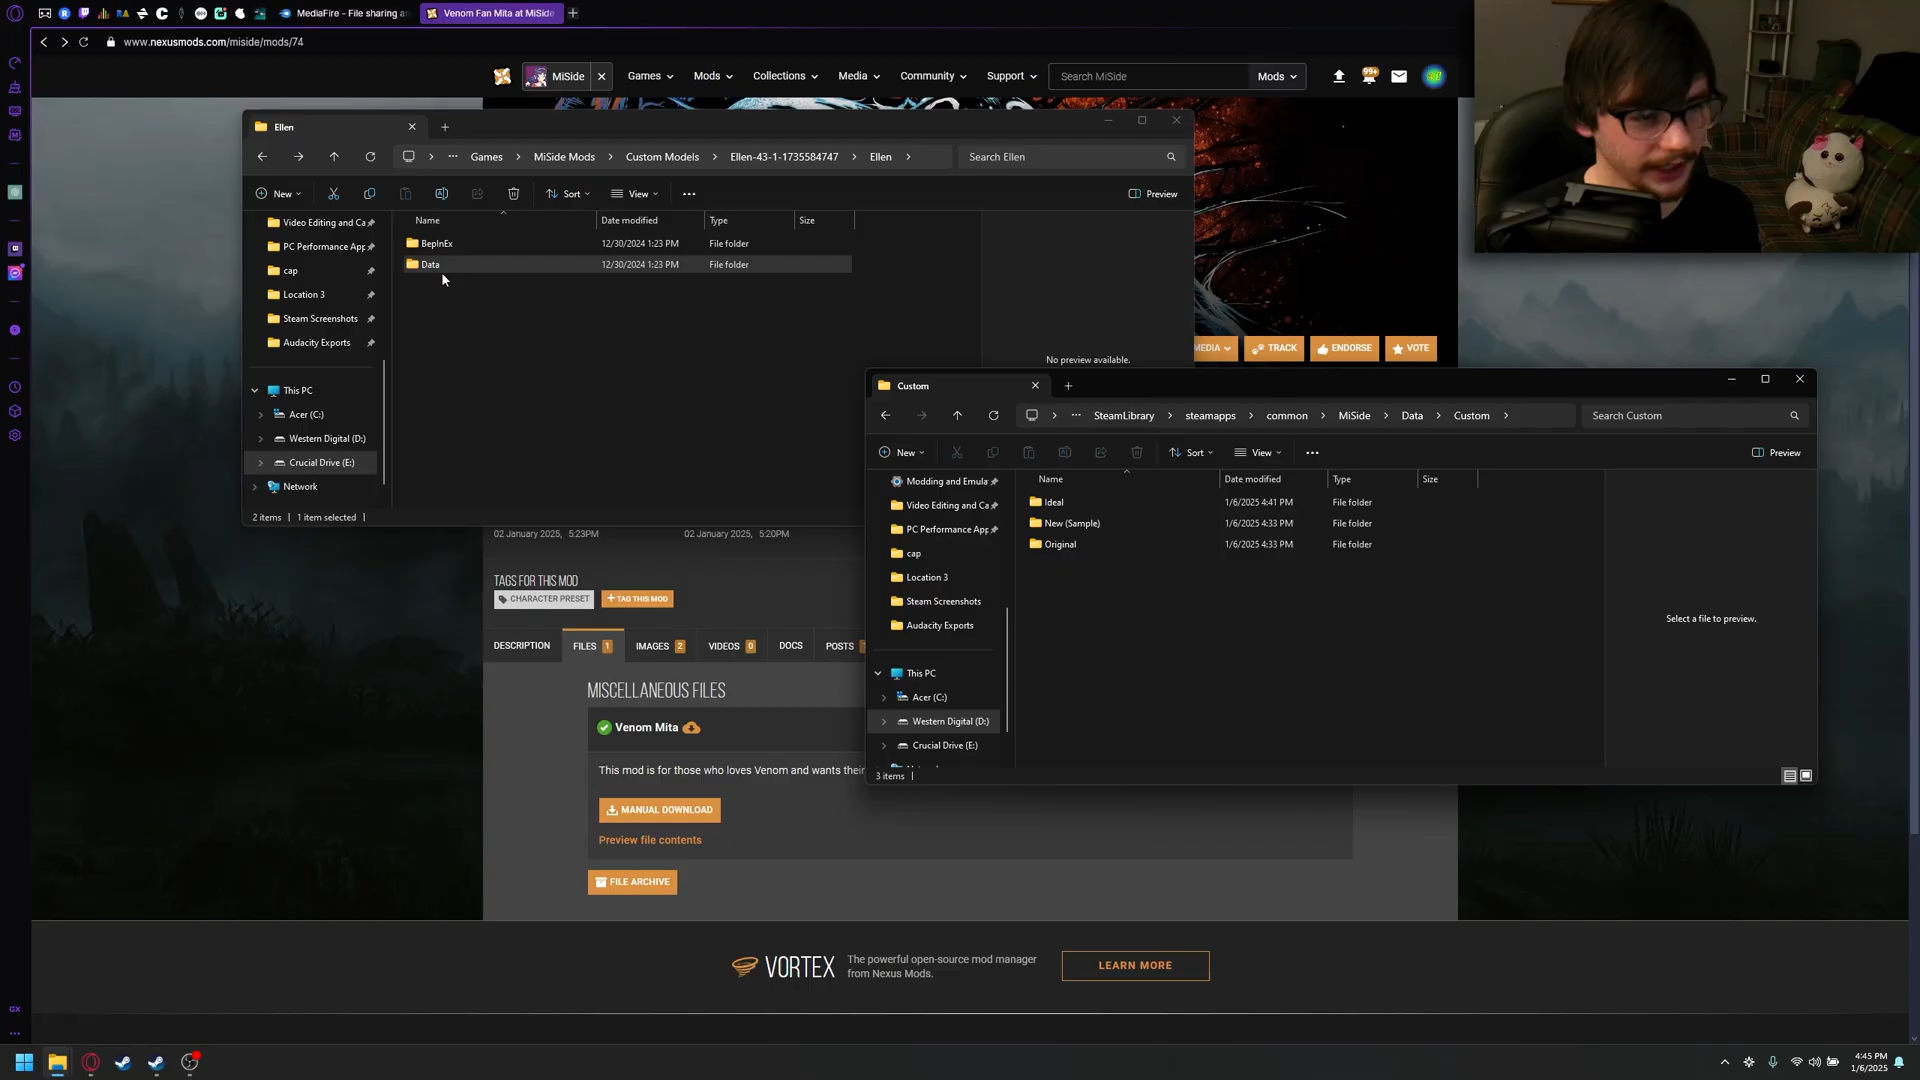 MediaFire - File sharing an
Venom Fan Mita at MiSide
www.nexusmods.com/miside/mods/74
MiSide
Games
Mods
Collections
Media
Community
Support
Search MiSide
Mods
99+
Ellen
Games
MiSide Mods
Custom Models
Ellen-43-1-1735584747
Ellen
Search Ellen
New
Sort
View
Preview
Name
Date modified
Type
Size
Video Editing and Ca
PC Performance App
cap
Location 3
Steam Screenshots
Audacity Exports
This PC
Acer (C:)
Western Digital (D:)
Crucial Drive (E:)
Network
BepInEx 12/30/2024 1:23 PM File folder
Data 12/30/2024 1:23 PM File folder
No preview available.
2 items
1 item selected
MEDIA
TRACK
ENDORSE
VOTE
Custom
SteamLibrary
steamapps
common
MiSide
Data
Custom
Search Custom
New
Sort
View
Preview
Name
Date modified
Type
Size
Modding and Emula
Video Editing and Ca
PC Performance App
cap
Location 3
Steam Screenshots
Audacity Exports
This PC
Acer (C:)
Western Digital (D:)
Crucial Drive (E:)
Ideal 1/6/2025 4:41 PM File folder
New (Sample) 1/6/2025 4:33 PM File folder
Original 1/6/2025 4:33 PM File folder
Select a file to preview.
3 items
02 January 2025, 5:23PM
02 January 2025, 5:20PM
TAGS FOR THIS MOD
CHARACTER PRESET
TAG THIS MOD
DESCRIPTION
FILES 1
IMAGES 2
VIDEOS 0
DOCS
POSTS
MISCELLANEOUS FILES
Venom Mita
This mod is for those who loves Venom and wants their
MANUAL DOWNLOAD
Preview file contents
FILE ARCHIVE
VORTEX
The powerful open-source mod manager
from Nexus Mods.
LEARN MORE
GX
4:45 PM
1/6/2025